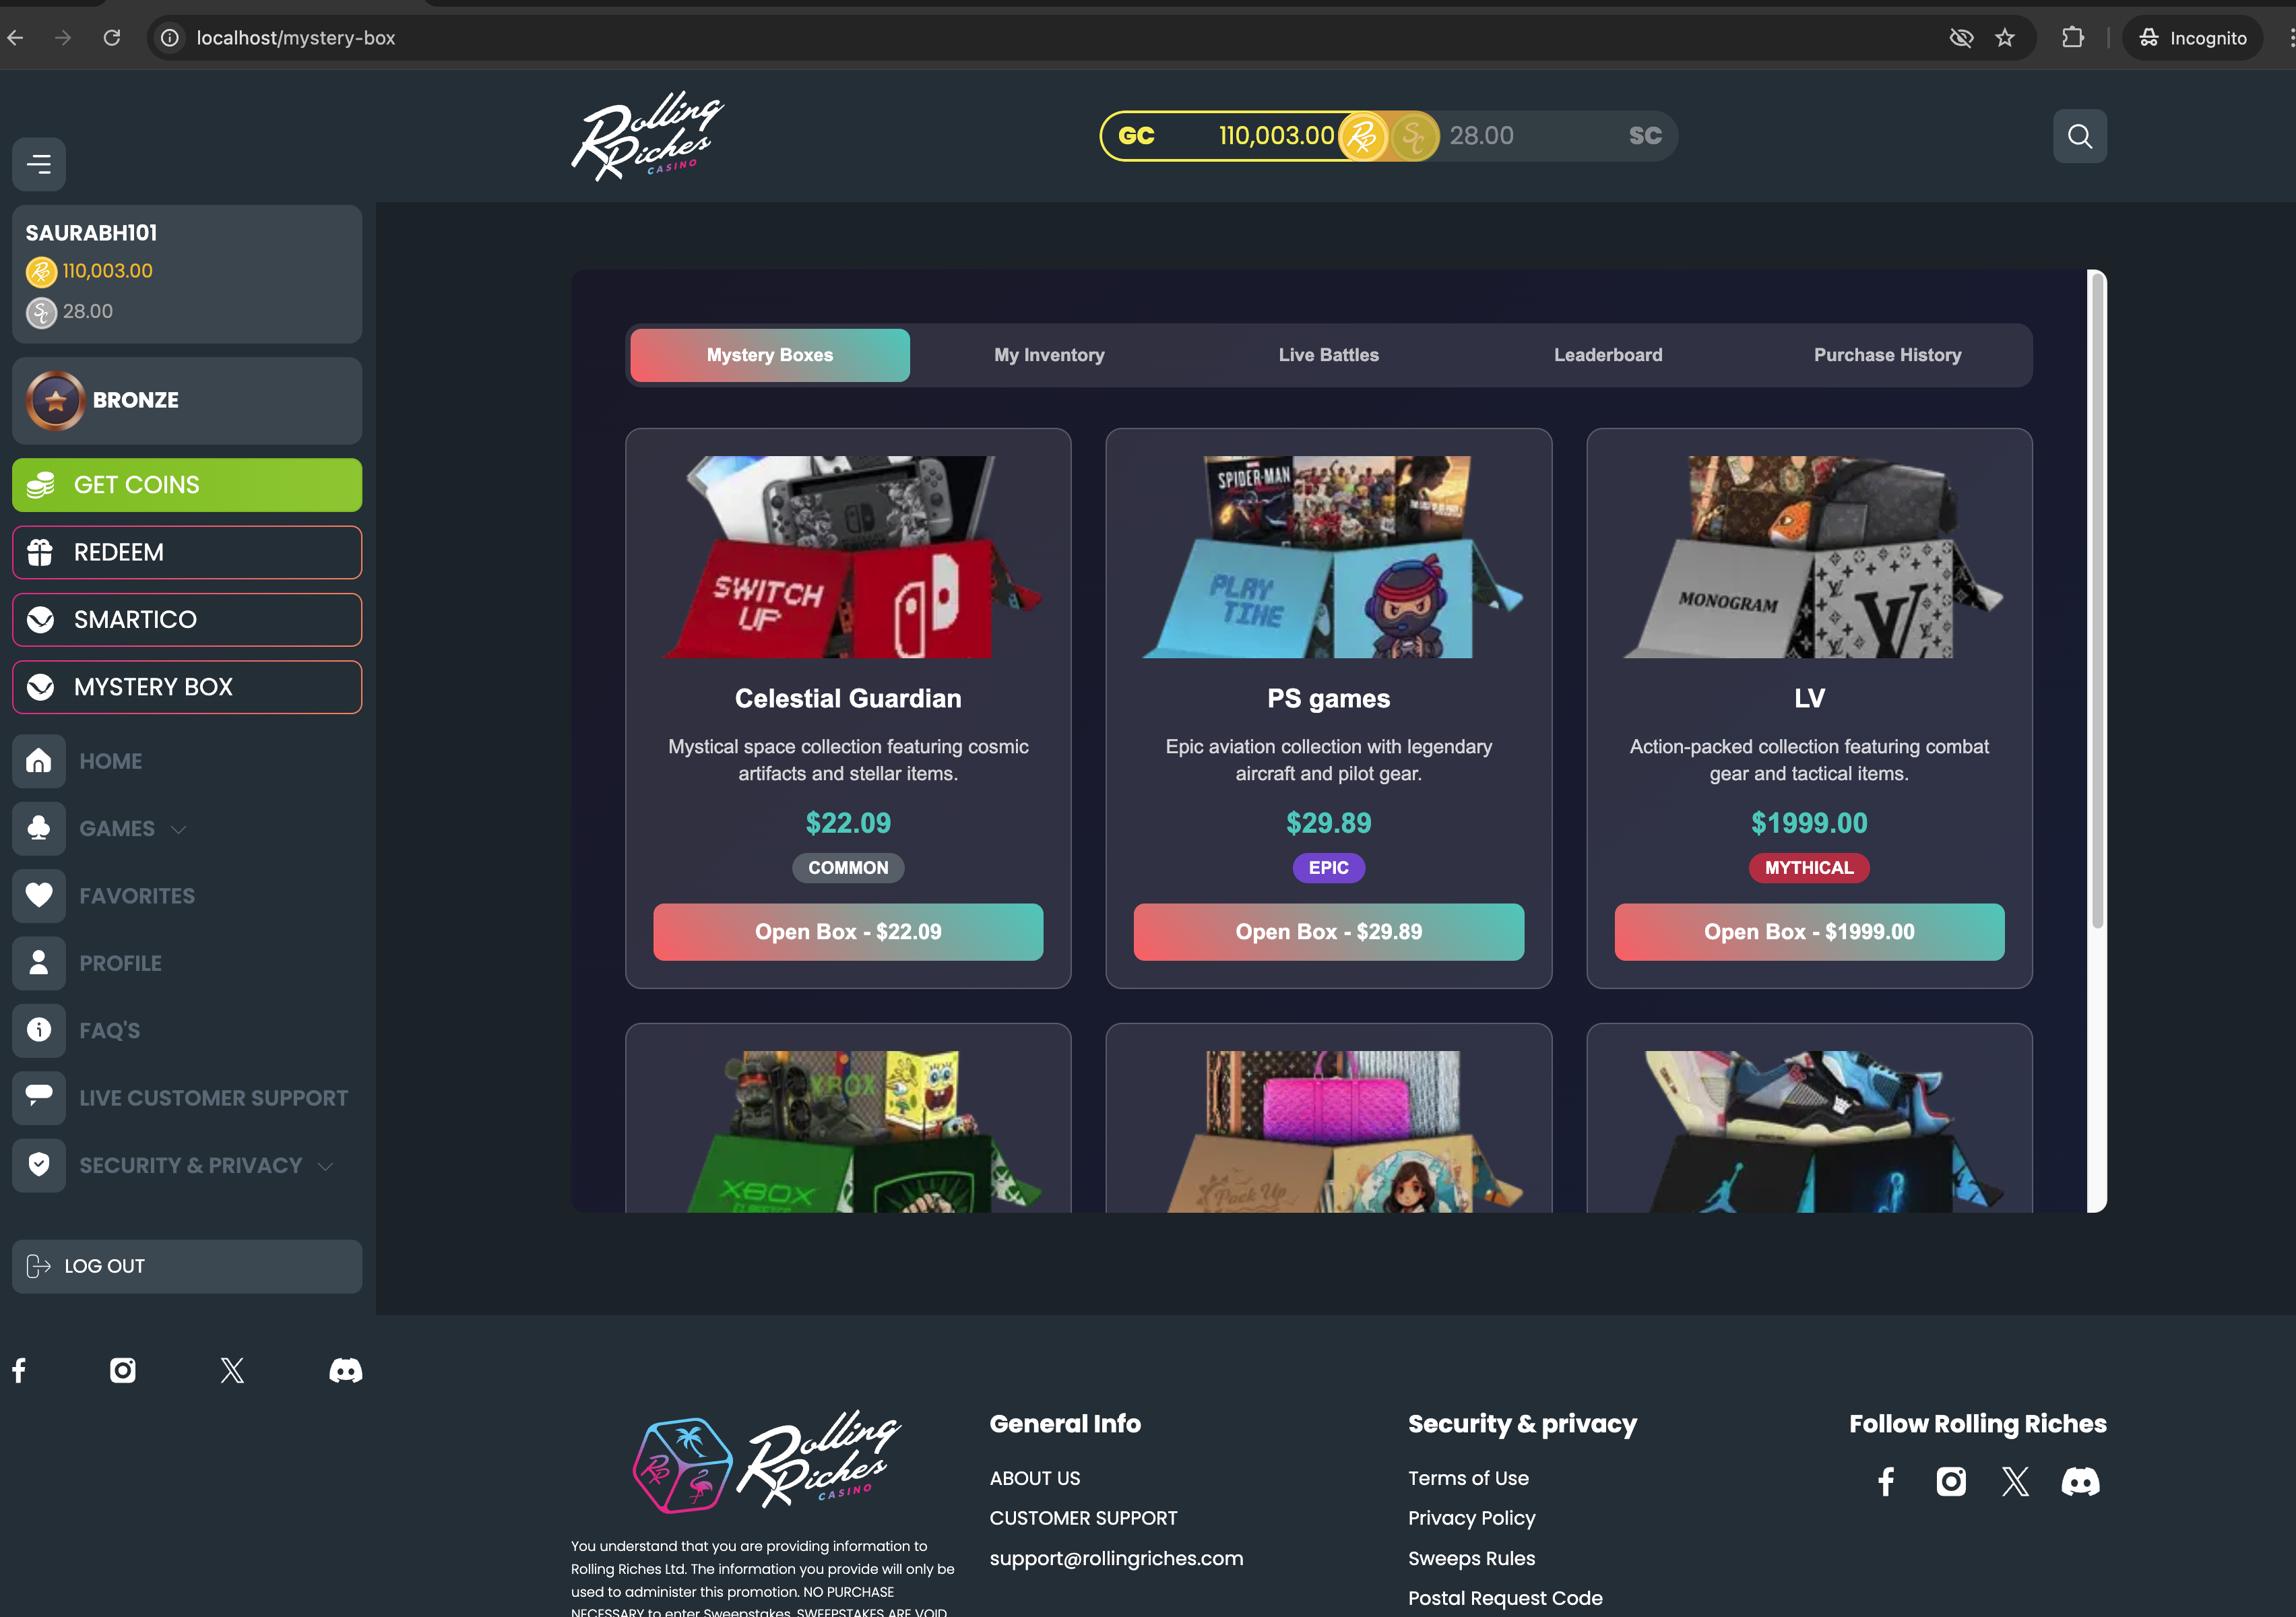 localhost/mystery-box
Incognito
Rolling
Riches
CASINO
GC 110,003.00 28.00 SC
SAURABH101
110,003.00
28.00
BRONZE
GET COINS
REDEEM
SMARTICO
MYSTERY BOX
HOME
GAMES
FAVORITES
PROFILE
FAQ'S
LIVE CUSTOMER SUPPORT
SECURITY & PRIVACY
LOG OUT
Mystery Boxes My Inventory Live Battles Leaderboard Purchase History
SWITCH
UP
Celestial Guardian
Mystical space collection featuring cosmic
artifacts and stellar items.
$22.09
COMMON
Open Box - $22.09
SPIDER-MAN
PLAY
TIME
PS games
Epic aviation collection with legendary
aircraft and pilot gear.
$29.89
EPIC
Open Box - $29.89
MONOGRAM
LV
LV
Action-packed collection featuring combat
gear and tactical items.
$1999.00
MYTHICAL
Open Box - $1999.00
XBOX
XBOX
Pack Up
Rolling
Riches
CASINO
You understand that you are providing information to
Rolling Riches Ltd. The information you provide will only be
used to administer this promotion. NO PURCHASE
NECESSARY to enter Sweepstakes. SWEEPSTAKES ARE VOID
General Info
ABOUT US
CUSTOMER SUPPORT
support@rollingriches.com
Security & privacy
Terms of Use
Privacy Policy
Sweeps Rules
Postal Request Code
Follow Rolling Riches